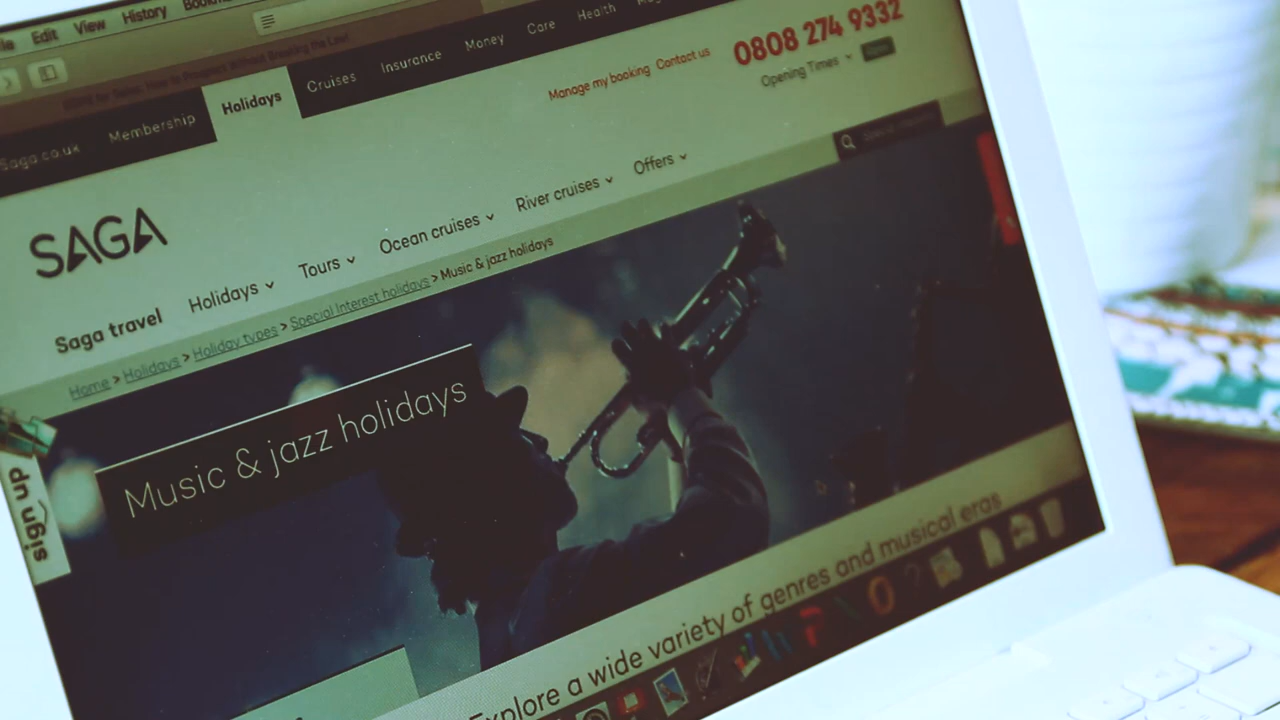 Edit View History
Saga.co.uk Membership Holidays Cruises Insurance Money Care Health
Manage my booking Contact us
0808 274 9332
Opening Times
SAGA
Saga travel Holidays Tours Ocean cruises River cruises Offers
Home > Holidays > Holiday types > Special Interest holidays > Music & jazz holidays
Music & jazz holidays
sign up
Explore a wide variety of genres and musical eras